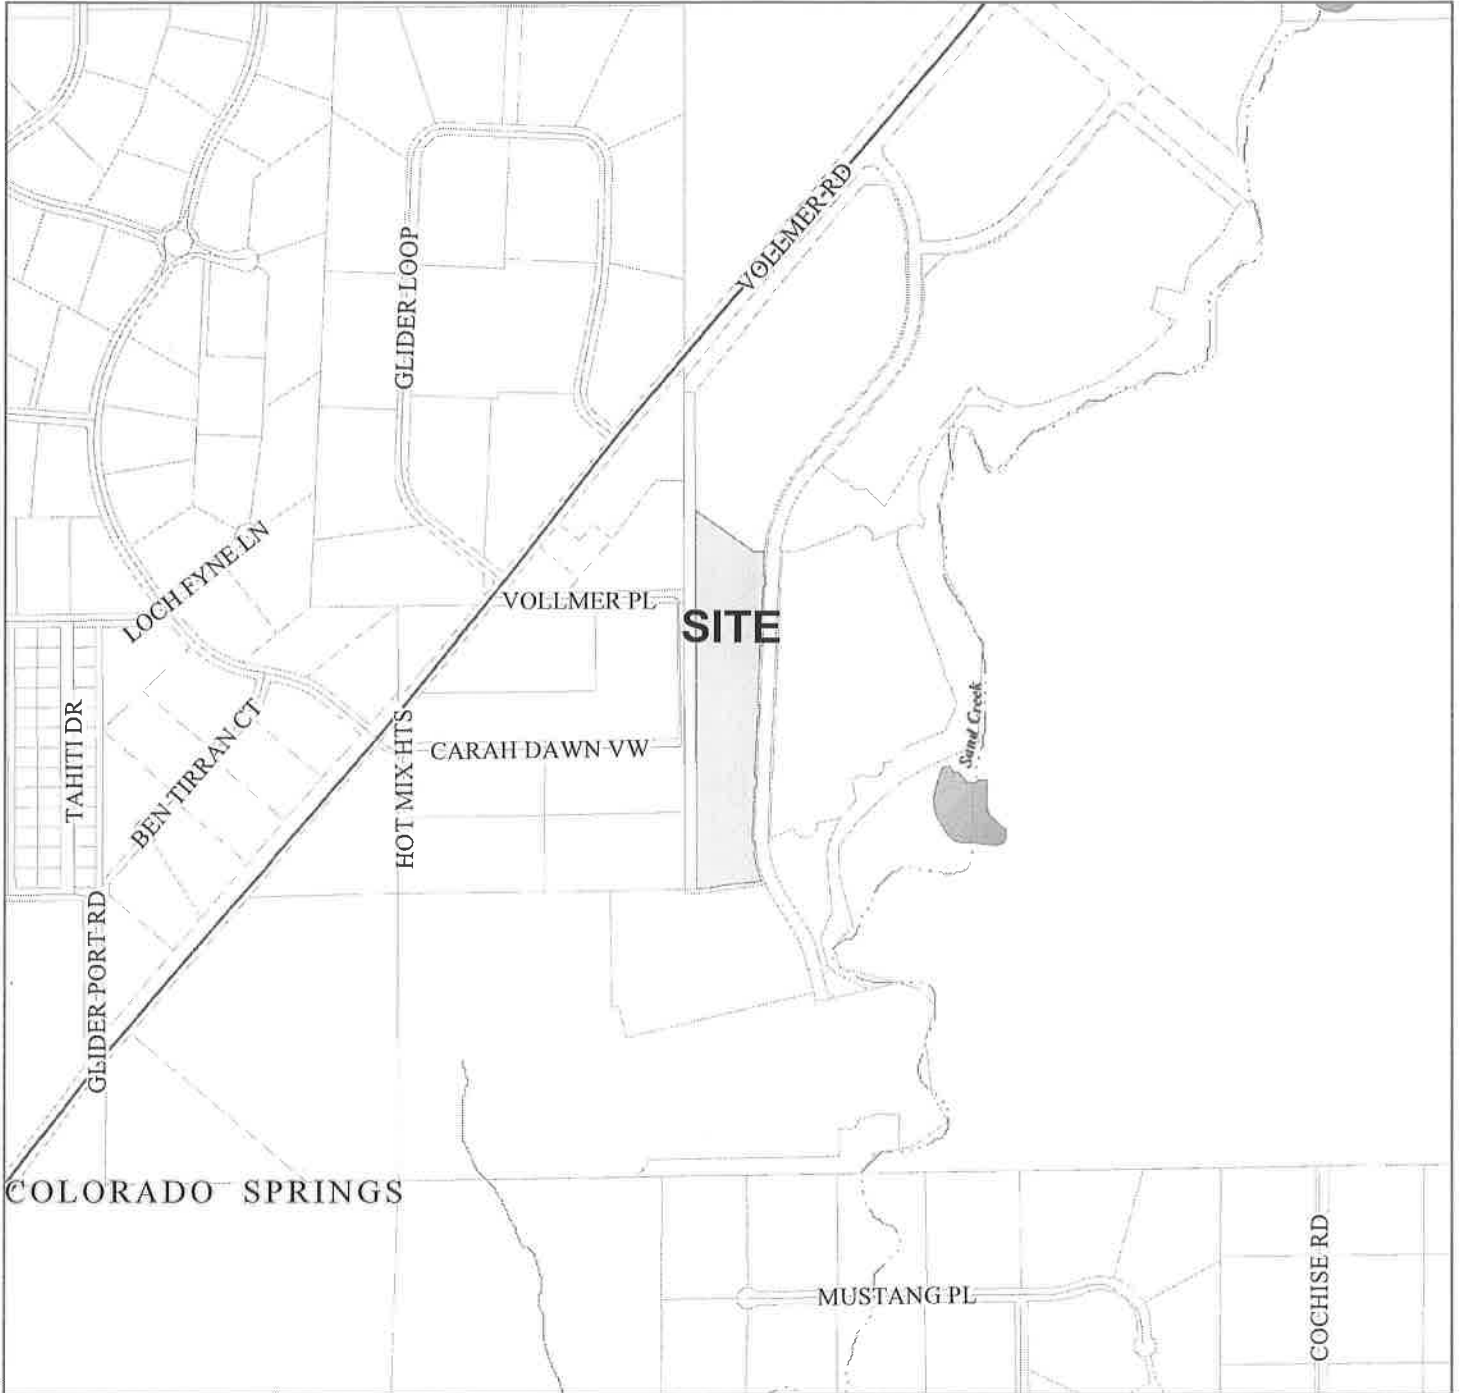 VOLLMER RD
GLIDER LOOP
LOCH FYNE LN
VOLLMER PL
SITE
TAHITI DR
BEN TIRRAN CT
HOT MIX HTS
CARAH DAWN VW
Sand Creek
GLIDER PORT RD
COLORADO SPRINGS
MUSTANG PL
COCHISE RD